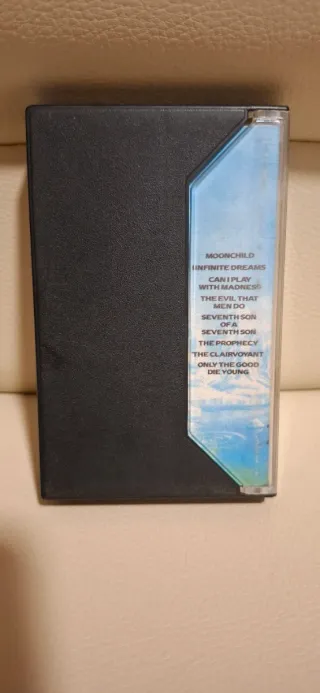 MOONCHILD
INFINITE DREAMS
CAN I PLAY
WITH MADNESS
THE EVIL THAT
MEN DO
SEVENTH SON
OF A
SEVENTH SON
THE PROPHECY
THE CLAIRVOYANT
ONLY THE GOOD
DIE YOUNG